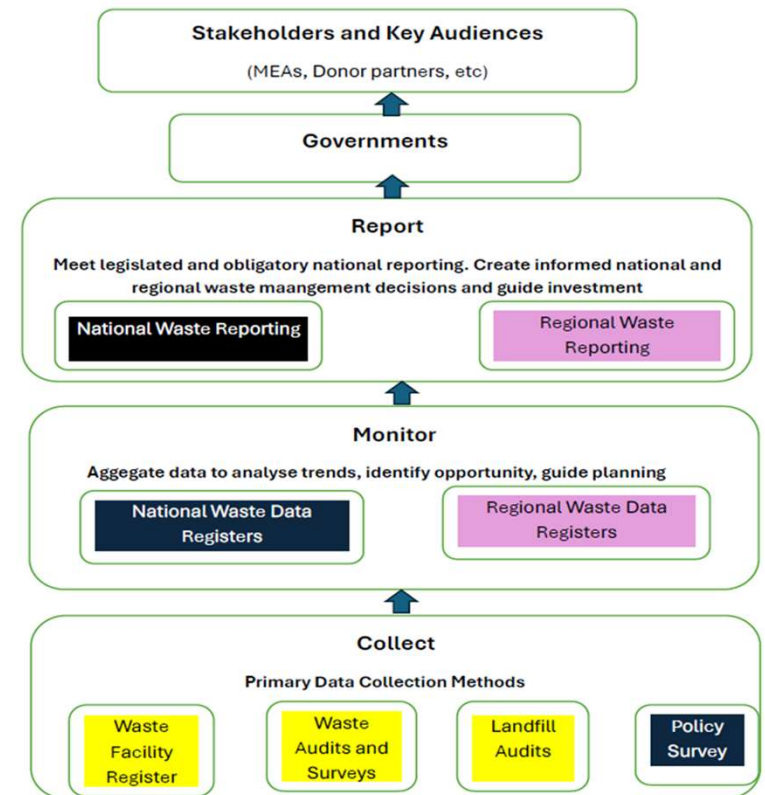 Stakeholders and Key Audiences
(MEAs, Donor partners, etc)
Governments
Report
Meet legislated and obligatory national reporting. Create informed national and
regional waste maangement decisions and guide investment
National Waste Reporting
Regional Waste
Reporting
Monitor
Aggegate data to analyse trends, identify opportunity, guide planning
National Waste Data
Registers
Regional Waste Data
Registers
Collect
Primary Data Collection Methods
Waste
Facility
Register
Waste
Audits and
Surveys
Landfill
Audits
Policy
Survey